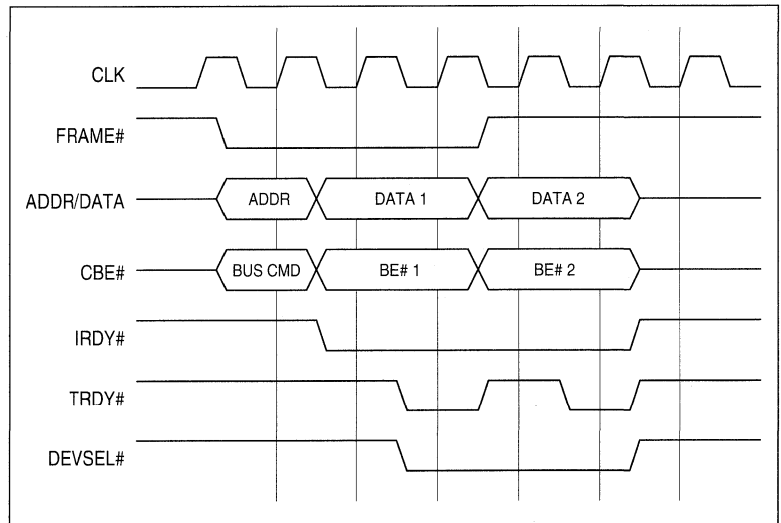 CLK
FRAME#
ADDR/DATA ADDR DATA 1 DATA 2
CBE# BUS CMD BE# 1 BE# 2
IRDY#
TRDY#
DEVSEL#